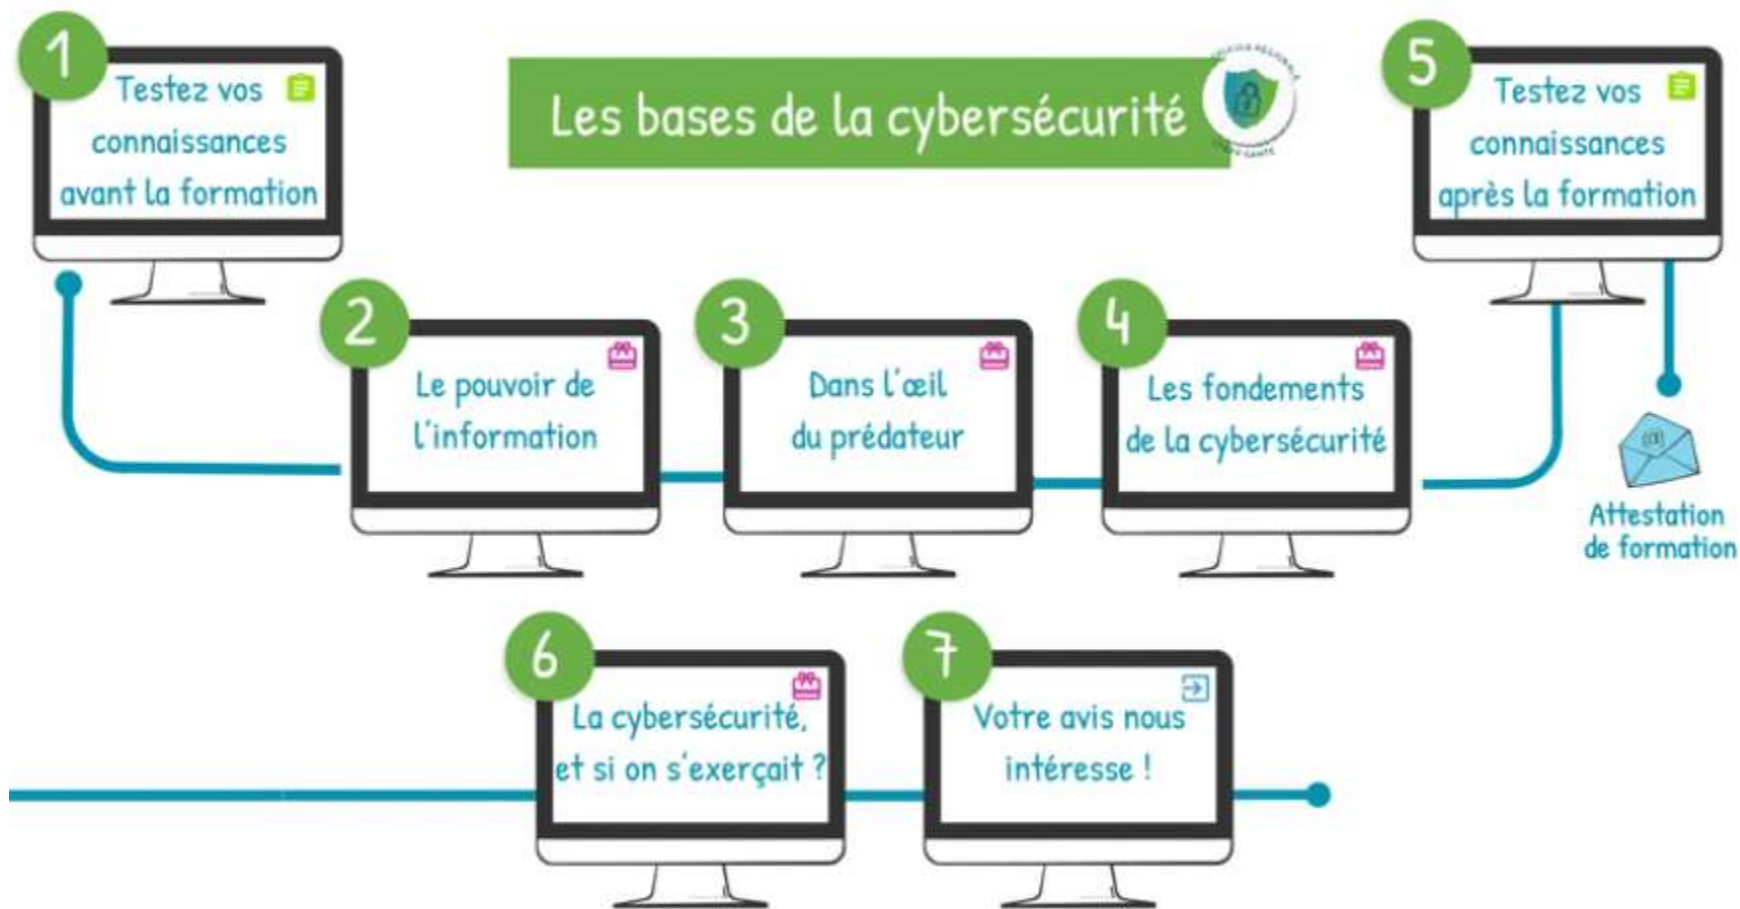 Les bases de la cybersécurité
1
Testez vos
connaissances
avant la formation
2
Le pouvoir de
l'information
3
Dans l'œil
du prédateur
4
Les fondements
de la cybersécurité
5
Testez vos
connaissances
après la formation
@
Attestation
de formation
6
La cybersécurité,
et si on s'exerçait ?
7
Votre avis nous
intéresse !